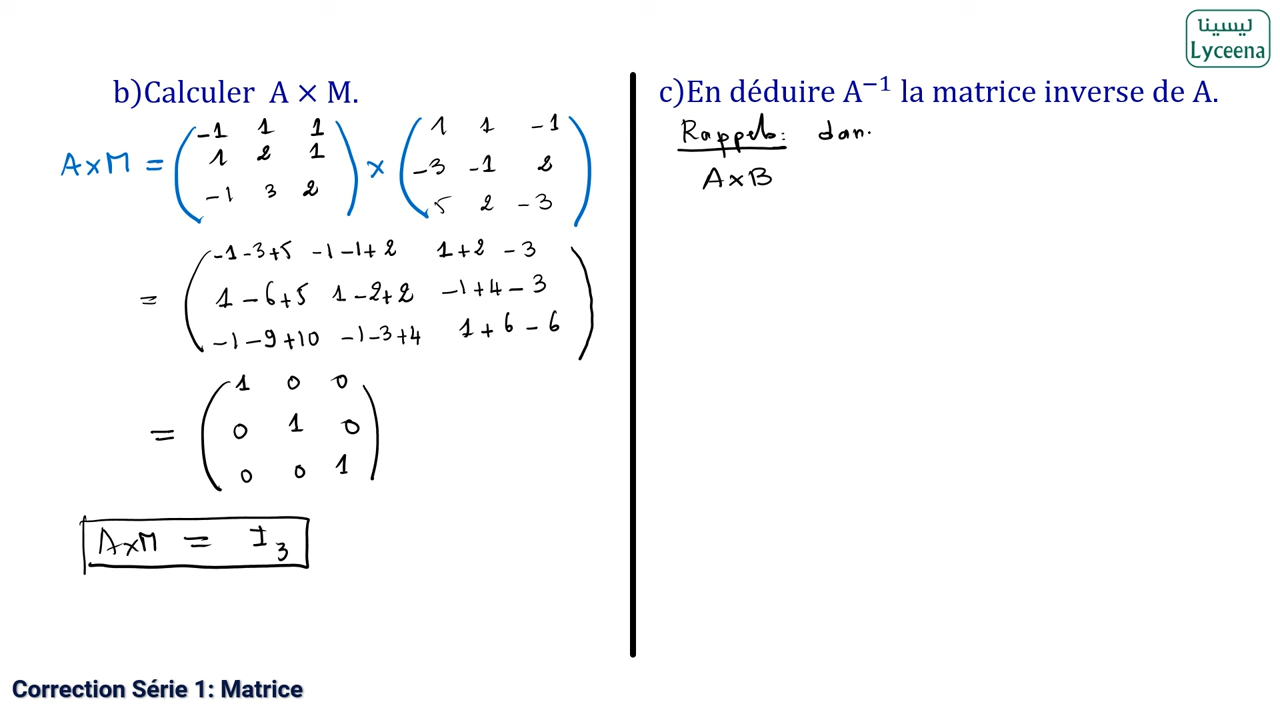 ليسينا
Lyceena
b)Calculer A × M.
A×M = (-1 1 1
1 2 1
-1 3 2) × (1 1 -1
-3 -1 2
5 2 -3)
= (-1-3+5 -1-1+2 1+2-3
1-6+5 1-2+2 -1+4-3
-1-9+10 -1-3+4 1+6-6)
= (1 0 0
0 1 0
0 0 1)
A×M = I₃
c)En déduire A⁻¹ la matrice inverse de A.
Rappels: dan.
A×B
Correction Série 1: Matrice